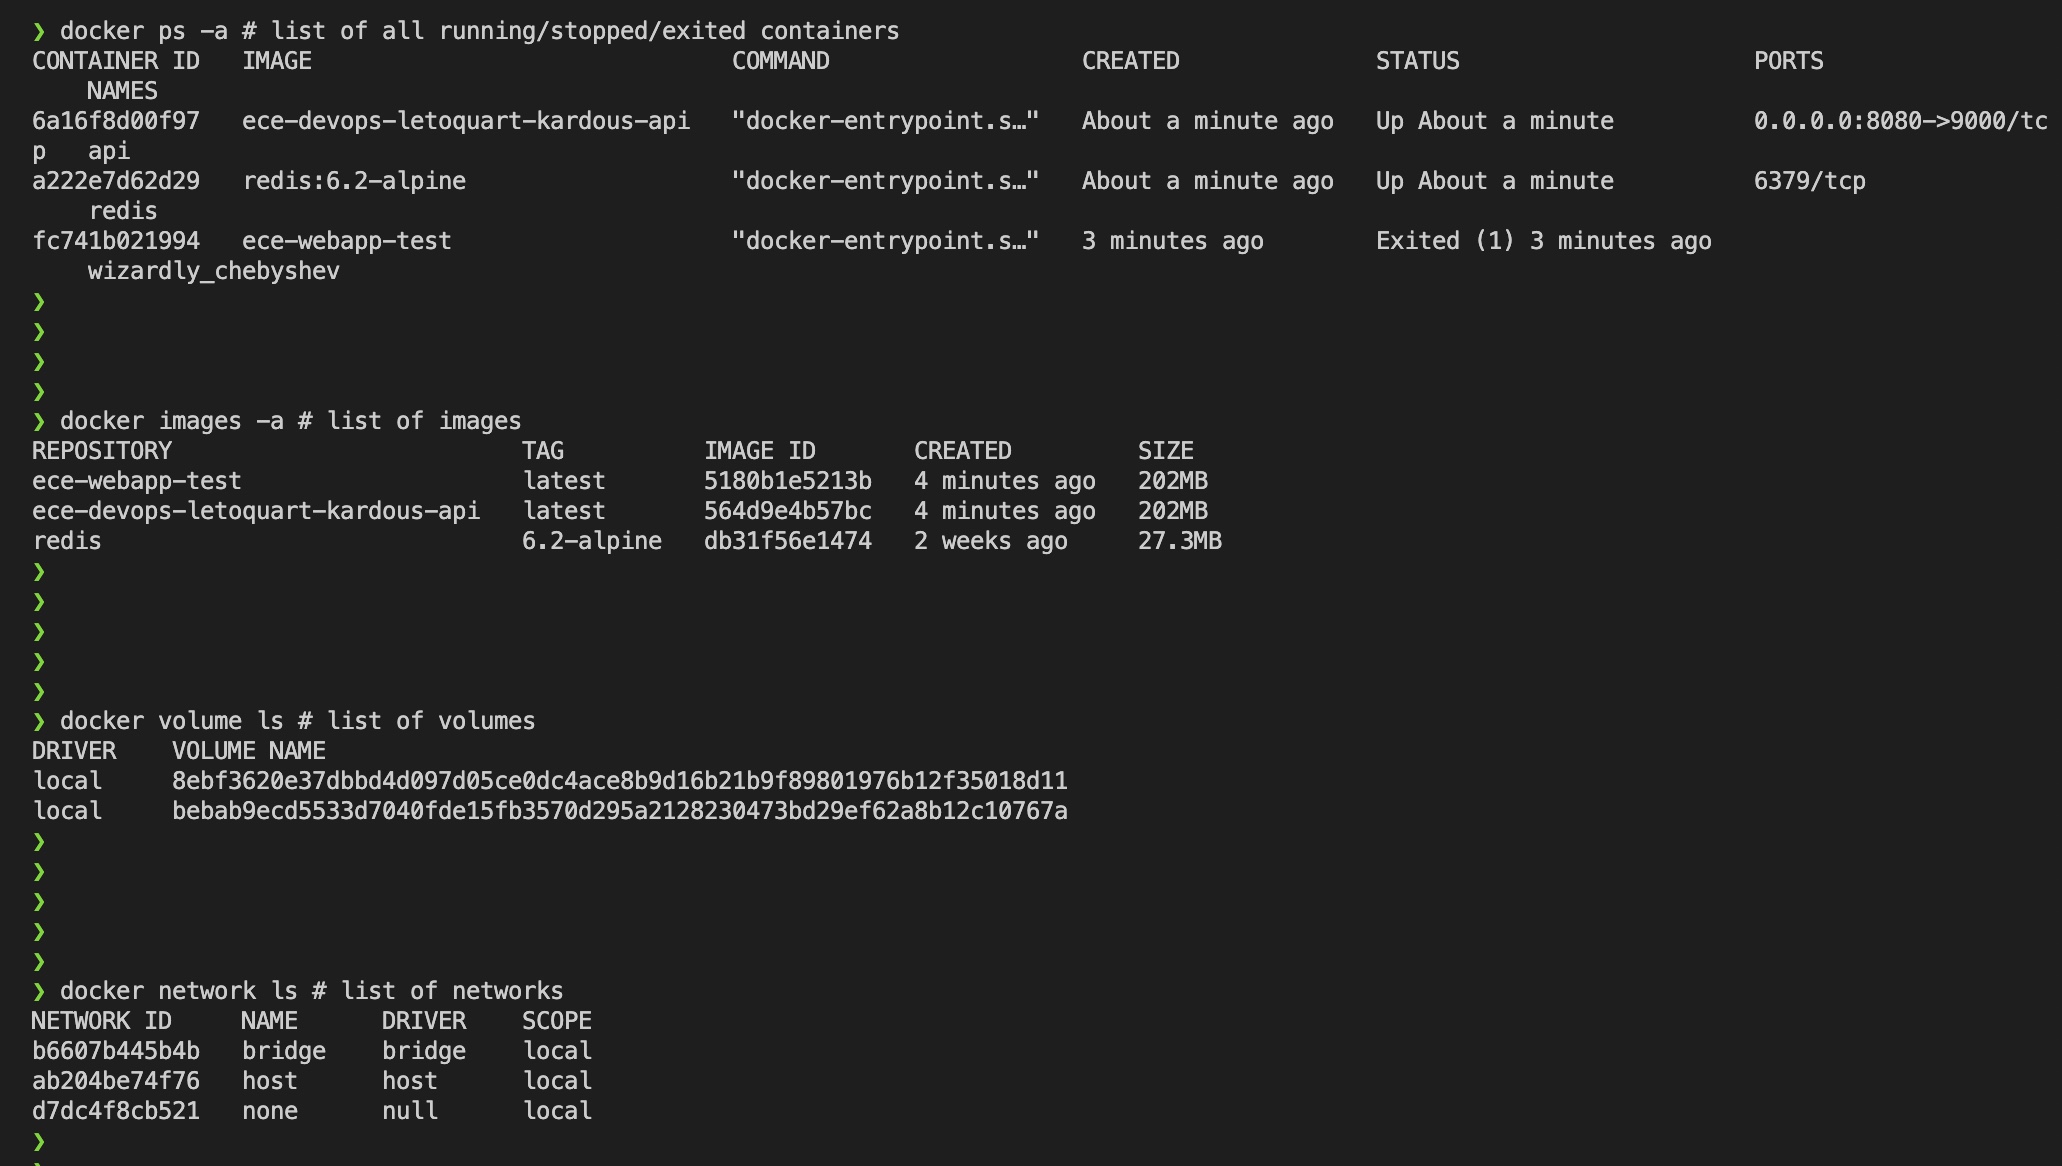 ❯ docker ps -a # list of all running/stopped/exited containers
CONTAINER ID   IMAGE                              COMMAND                  CREATED              STATUS                     PORTS
    NAMES
6a16f8d00f97   ece-devops-letoquart-kardous-api   "docker-entrypoint.s…"   About a minute ago   Up About a minute          0.0.0.0:8080->9000/tc
p   api
a222e7d62d29   redis:6.2-alpine                   "docker-entrypoint.s…"   About a minute ago   Up About a minute          6379/tcp
    redis
fc741b021994   ece-webapp-test                    "docker-entrypoint.s…"   3 minutes ago        Exited (1) 3 minutes ago
    wizardly_chebyshev
❯
❯
❯
❯
❯ docker images -a # list of images
REPOSITORY                         TAG          IMAGE ID       CREATED         SIZE
ece-webapp-test                    latest       5180b1e5213b   4 minutes ago   202MB
ece-devops-letoquart-kardous-api   latest       564d9e4b57bc   4 minutes ago   202MB
redis                              6.2-alpine   db31f56e1474   2 weeks ago     27.3MB
❯
❯
❯
❯
❯
❯ docker volume ls # list of volumes
DRIVER    VOLUME NAME
local     8ebf3620e37dbbd4d097d05ce0dc4ace8b9d16b21b9f89801976b12f35018d11
local     bebab9ecd5533d7040fde15fb3570d295a2128230473bd29ef62a8b12c10767a
❯
❯
❯
❯
❯
❯ docker network ls # list of networks
NETWORK ID     NAME      DRIVER    SCOPE
b6607b445b4b   bridge    bridge    local
ab204be74f76   host      host      local
d7dc4f8cb521   none      null      local
❯